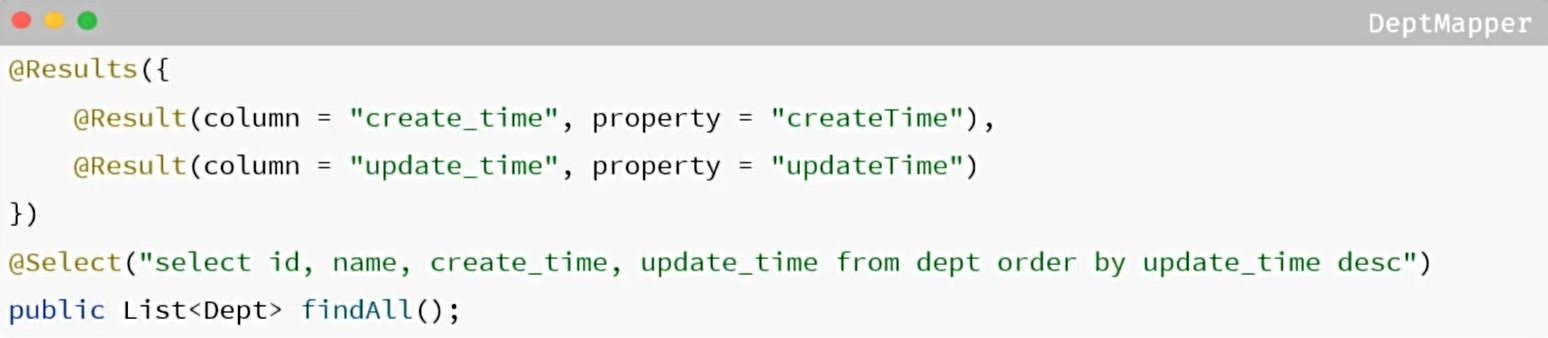 DeptMapper
@Results({
    @Result(column = "create_time", property = "createTime"),
    @Result(column = "update_time", property = "updateTime")
})
@Select("select id, name, create_time, update_time from dept order by update_time desc")
public List<Dept> findAll();